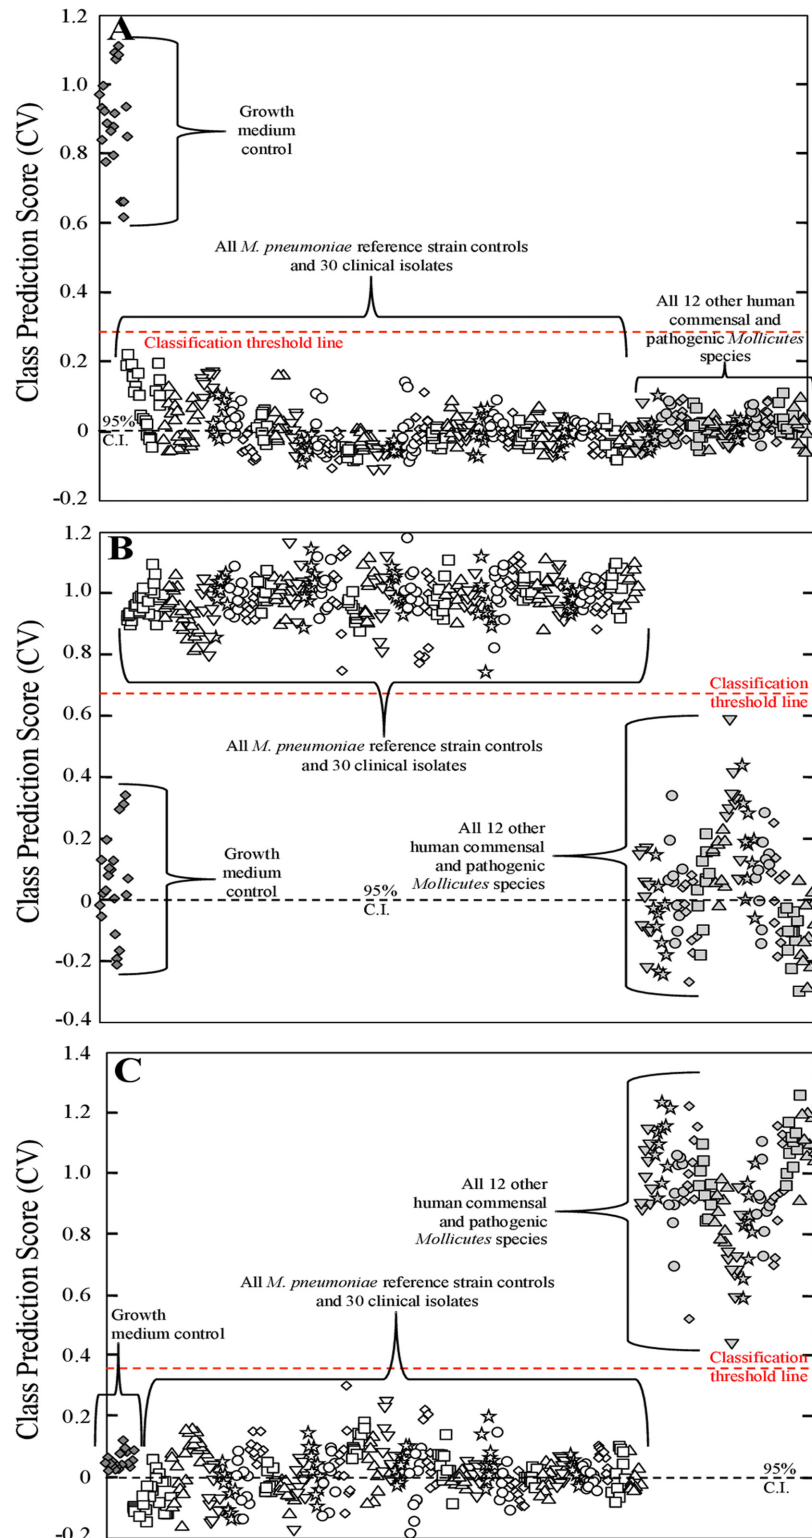 A
1.2
1.0
0.8
0.6
0.4
0.2
0
-0.2
Class Prediction Score (CV)
Growth
medium
control
All M. pneumoniae reference strain controls
and 30 clinical isolates
All 12 other human
commensal and
pathogenic Mollicutes
species
Classification threshold line
95%
C.I.
B
1.2
1.0
0.8
0.6
0.4
0.2
0
-0.2
-0.4
Class Prediction Score (CV)
Classification
threshold line
All M. pneumoniae reference strain controls
and 30 clinical isolates
All 12 other
human commensal
and pathogenic
Mollicutes species
Growth
medium
control
95%
C.I.
C
1.4
1.2
1.0
0.8
0.6
0.4
0.2
0
-0.2
Class Prediction Score (CV)
All 12 other
human commensal
and pathogenic
Mollicutes species
All M. pneumoniae reference strain controls
and 30 clinical isolates
Growth
medium control
Classification
threshold line
95%
C.I.